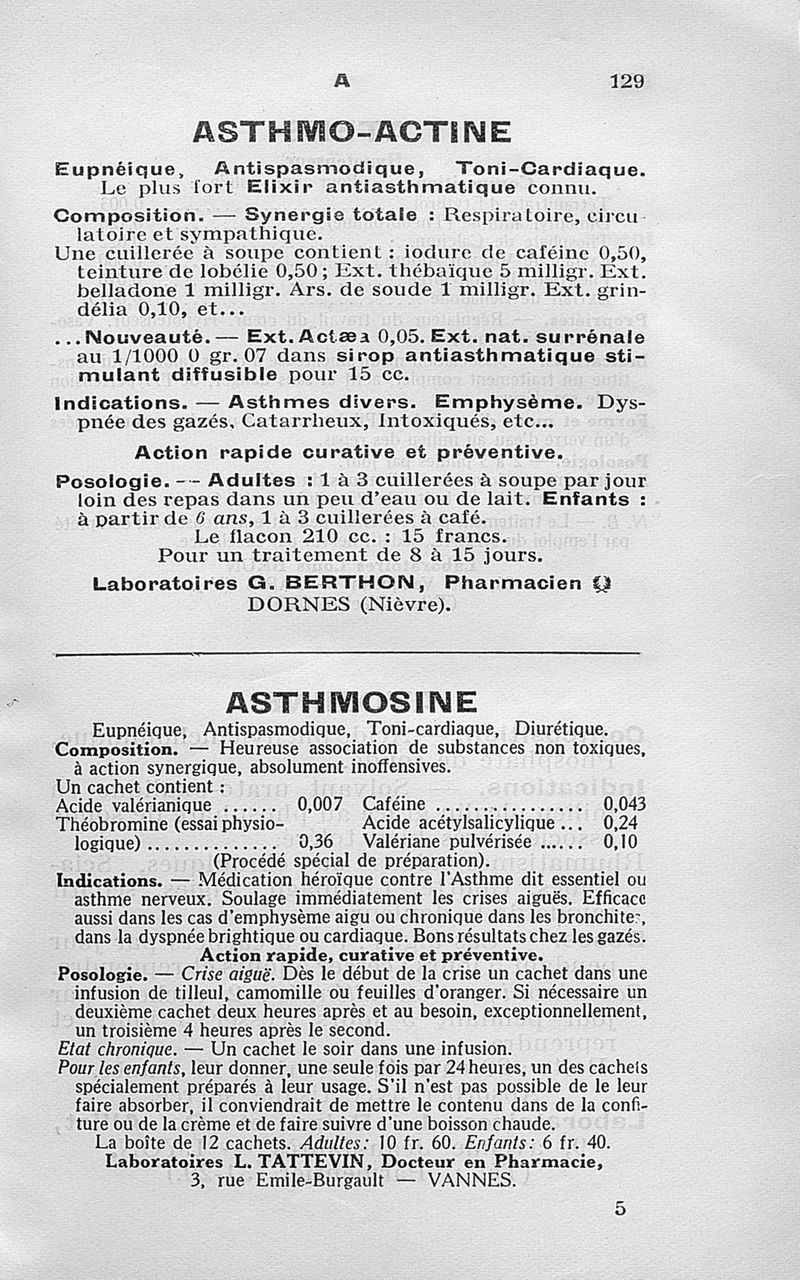 A 129
ASTHMO-ACTINE
Eupnéique, Antispasmodique, Toni-Cardiaque.
Le plus fort Elixir antiasthmatique connu.
Composition. — Synergie totale : Respiratoire, circu-
latoire et sympathique.
Une cuillerée à soupe contient : iodure de caféine 0,50,
teinture de lobélie 0,50 ; Ext. thébaïque 5 milligr. Ext.
belladone 1 milligr. Ars. de soude 1 milligr. Ext. grin-
délia 0,10, et...
...Nouveauté. — Ext. Actæa 0,05. Ext. nat. surrénale
au 1/1000 0 gr. 07 dans sirop antiasthmatique sti-
mulant diffusible pour 15 cc.
Indications. — Asthmes divers. Emphysème. Dys-
pnée des gazés, Catarrheux, Intoxiqués, etc...
Action rapide curative et préventive.
Posologie. -- Adultes : 1 à 3 cuillerées à soupe par jour
loin des repas dans un peu d'eau ou de lait. Enfants :
à partir de 6 ans, 1 à 3 cuillerées à café.
Le flacon 210 cc. : 15 francs.
Pour un traitement de 8 à 15 jours.
Laboratoires G. BERTHON, Pharmacien
DORNES (Nièvre).
ASTHMOSINE
Eupnéique, Antispasmodique, Toni-cardiaque, Diurétique.
Composition. — Heureuse association de substances non toxiques,
à action synergique, absolument inoffensives.
Un cachet contient :
Acide valérianique ...... 0,007 Caféine ................ 0,043
Théobromine (essai physio- Acide acétylsalicylique ... 0,24
logique) .............. 0,36 Valériane pulvérisée ...... 0,10
(Procédé spécial de préparation).
Indications. — Médication héroïque contre l'Asthme dit essentiel ou
asthme nerveux. Soulage immédiatement les crises aiguës. Efficace
aussi dans les cas d'emphysème aigu ou chronique dans les bronchites,
dans la dyspnée brightique ou cardiaque. Bons résultats chez les gazés.
Action rapide, curative et préventive.
Posologie. — Crise aiguë. Dès le début de la crise un cachet dans une
infusion de tilleul, camomille ou feuilles d'oranger. Si nécessaire un
deuxième cachet deux heures après et au besoin, exceptionnellement,
un troisième 4 heures après le second.
Etat chronique. — Un cachet le soir dans une infusion.
Pour les enfants, leur donner, une seule fois par 24 heures, un des cachets
spécialement préparés à leur usage. S'il n'est pas possible de le leur
faire absorber, il conviendrait de mettre le contenu dans de la confi-
ture ou de la crème et de faire suivre d'une boisson chaude.
La boîte de 12 cachets. Adultes : 10 fr. 60. Enfants : 6 fr. 40.
Laboratoires L. TATTEVIN, Docteur en Pharmacie,
3, rue Emile-Burgault — VANNES.
5